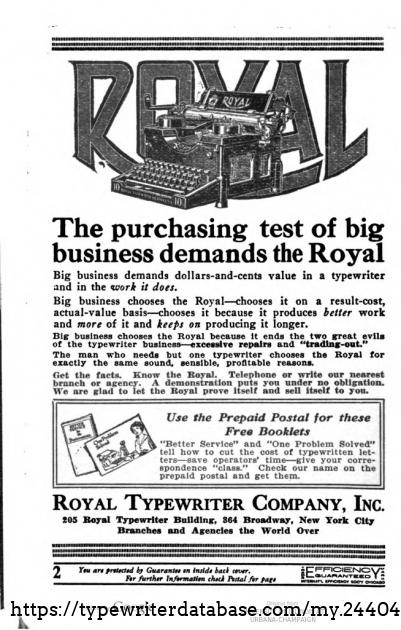 ROYAL
ROYAL
10 10
The purchasing test of big
business demands the Royal
Big business demands dollars-and-cents value in a typewriter
and in the work it does.
Big business chooses the Royal—chooses it on a result-cost,
actual-value basis—chooses it because it produces better work
and more of it and keeps on producing it longer.
Big business chooses the Royal because it ends the two great evils
of the typewriter business—excessive repairs and "trading-out."
The man who needs but one typewriter chooses the Royal for
exactly the same sound, sensible, profitable reasons.
Get the facts. Know the Royal. Telephone or write our nearest
branch or agency. A demonstration puts you under no obligation.
We are glad to let the Royal prove itself and sell itself to you.
Use the Prepaid Postal for these
Free Booklets
"Better Service" and "One Problem Solved"
tell how to cut the cost of typewritten let-
ters—save operators' time—give your corre-
spondence "class." Check our name on the
prepaid postal and get them.
ROYAL TYPEWRITER COMPANY, INC.
205 Royal Typewriter Building, 364 Broadway, New York City
Branches and Agencies the World Over
2
You are protected by Guarantee on inside back cover.
For further Information check Postal for page
EFFICIENCY
GUARANTEED
https://typewriterdatabase.com/my.24404
URBANA-CHAMPAIGN